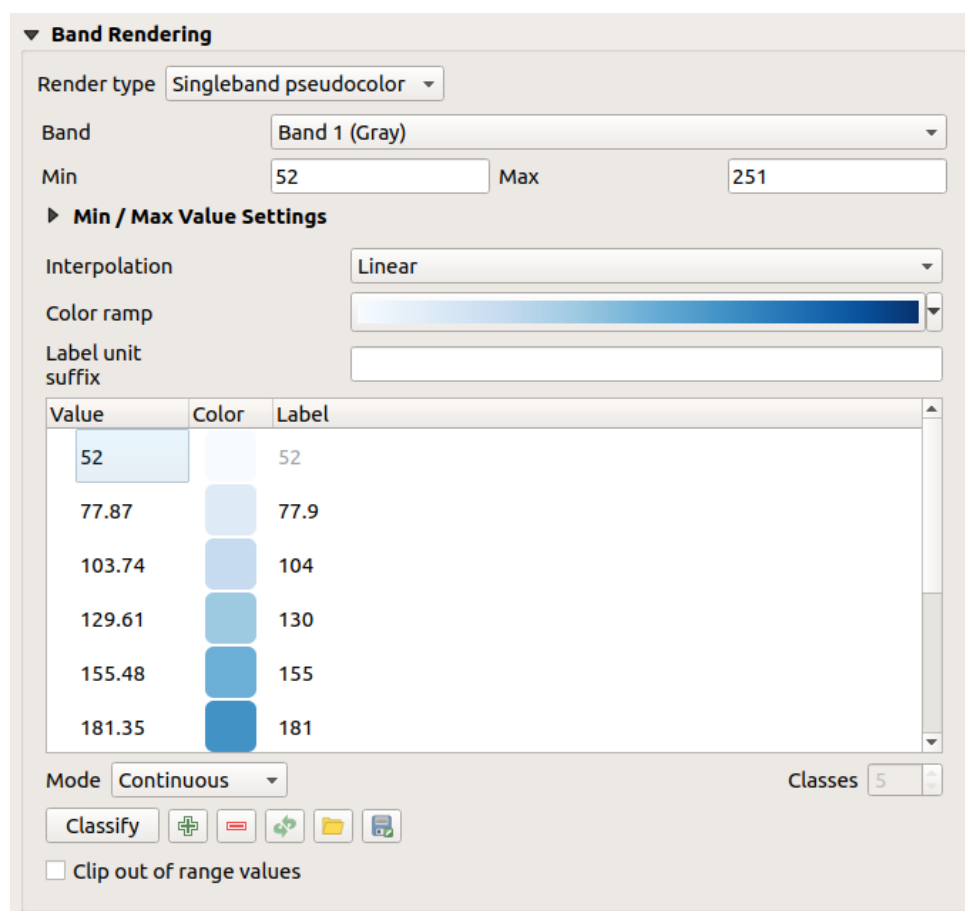 Band Rendering
Render type Singleband pseudocolor
Band Band 1 (Gray)
Min 52 Max 251
Min / Max Value Settings
Interpolation Linear
Color ramp
Label unit
suffix
Value Color Label
52 52
77.87 77.9
103.74 104
129.61 130
155.48 155
181.35 181
Mode Continuous Classes 5
Classify
Clip out of range values